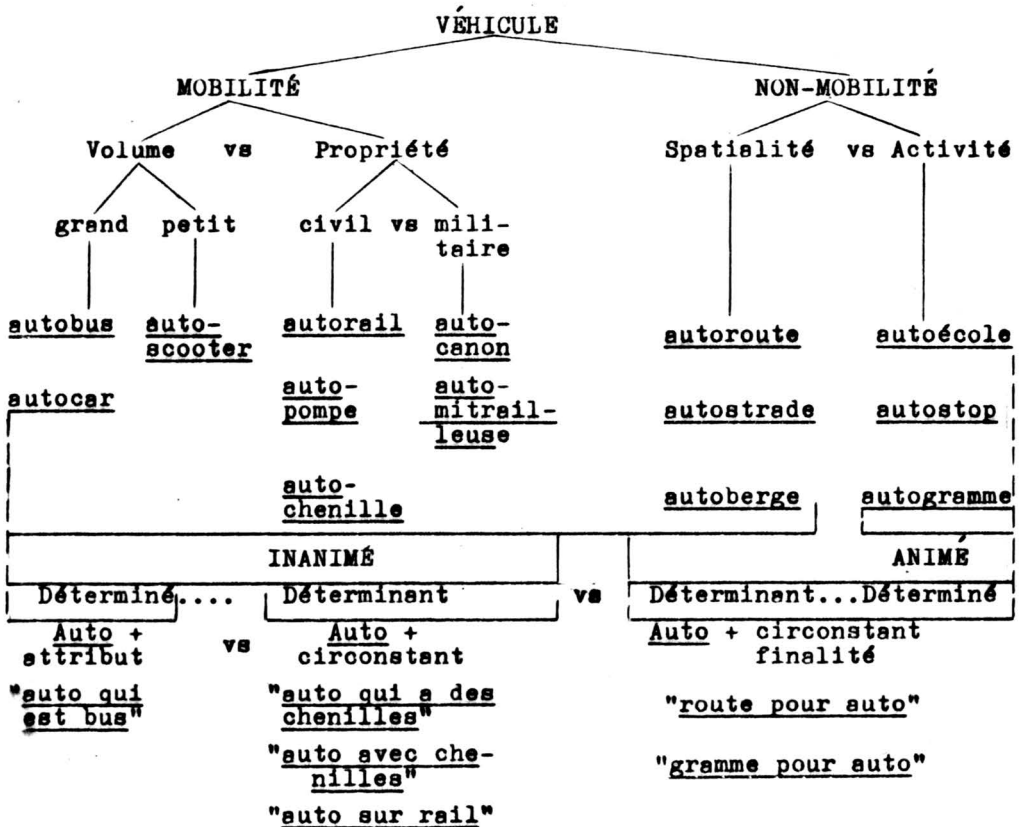 VÉHICULE
MOBILITÉ NON-MOBILITÉ
Volume vs Propriété Spatialité vs Activité
grand petit civil vs mili-
taire
autobus auto- autorail auto- autoroute autoécole
scooter canon
autocar auto- auto- autostrade autostop
pompe mitrail-
leuse
auto- autoberge autogramme
chenille
INANIMÉ ANIMÉ
Déterminé.... Déterminant vs Déterminant...Déterminé
Auto + vs Auto + Auto + circonstant
attribut circonstant finalité
"auto qui "auto qui a des "route pour auto"
est bus" chenilles"
"auto avec che- "gramme pour auto"
nilles"
"auto sur rail"